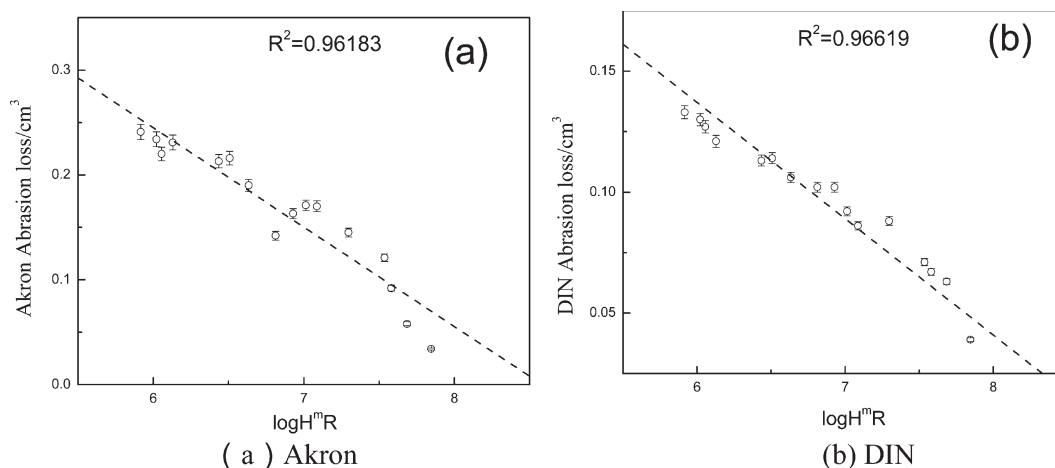 R²=0.96183
(a)
Akron Abrasion loss/cm³
0.3
0.2
0.1
0.0
6 7 8
logHᵐR
( a ) Akron
R²=0.96619
(b)
DIN Abrasion loss/cm³
0.15
0.10
0.05
6 7 8
logHᵐR
(b) DIN